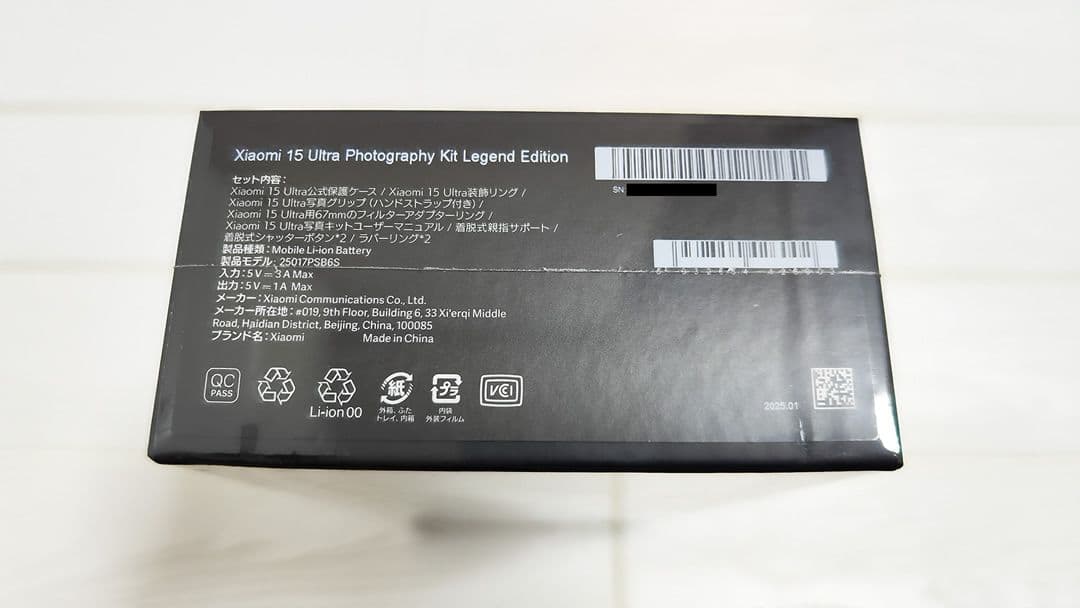 Xiaomi 15 Ultra Photography Kit Legend Edition
セット内容:
Xiaomi 15 Ultra公式保護ケース / Xiaomi 15 Ultra装飾リング /
Xiaomi 15 Ultra写真グリップ (ハンドストラップ付き) /
Xiaomi 15 Ultra用67mmのフィルターアダプターリング /
Xiaomi 15 Ultra写真キットユーザーマニュアル / 着脱式親指サポート /
着脱式シャッターボタン*2 / ラバーリング*2
製品種類: Mobile Li-ion Battery
製品モデル: 25017PSB6S
入力: 5V⎓3A Max
出力: 5V⎓1A Max
メーカー: Xiaomi Communications Co., Ltd.
メーカー所在地: #019, 9th Floor, Building 6, 33 Xi'erqi Middle
Road, Haidian District, Beijing, China, 100085
ブランド名: Xiaomi Made in China
SN
QC
PASS
Li-ion 00
紙
外箱、ふた
トレイ、内箱
プラ
内袋
外装フィルム
VCCI
2025.01